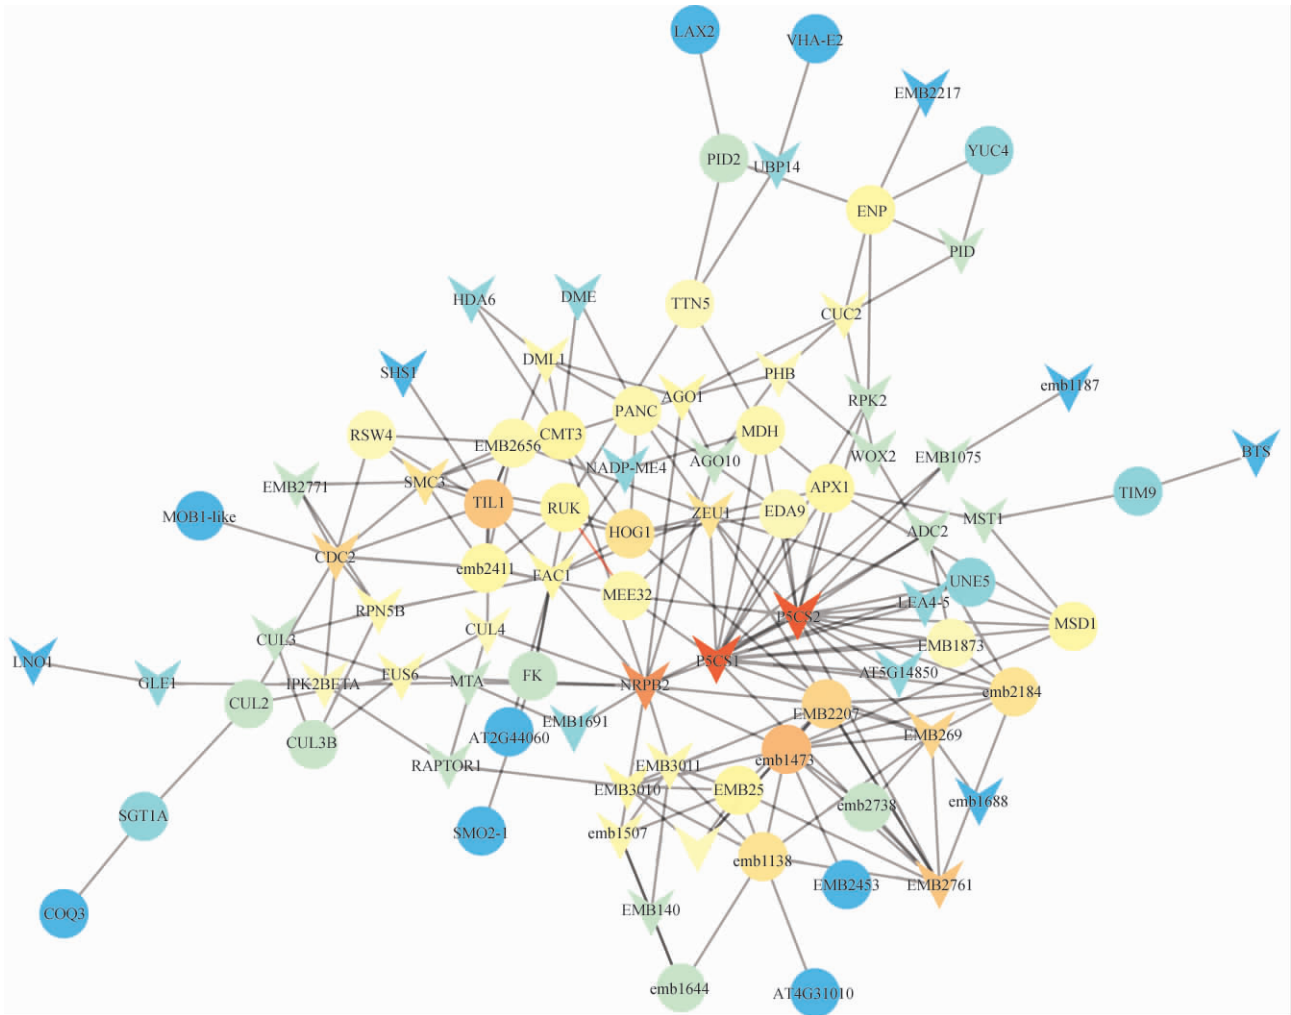 LAX2
VHA-E2
EMB2217
YUC4
PID2
UBP14
ENP
PID
HDA6
DME
TTN5
CUC2
DML1
SHS1
PHB
emb1187
AGO1
RPK2
PANC
RSW4
EMB2656
CMT3
MDH
BTS
NADP-ME4
AGO10
WOX2
EMB1075
EMB2771
SMC3
APX1
TIM9
MOB1-like
TIL1
RUK
ZEU1
EDA9
HOG1
ADC2
MST1
CDC2
emb2411
FAC1
UNE5
MEE32
LEA4-5
RPN5B
P5CS2
CUL3
CUL4
EMB1873
MSD1
LNO1
GLE1
IPK2BETA
EUS6
MTA
FK
NRPB2
P5CS1
AT5G14850
CUL2
emb2184
EMB2207
EMB1691
CUL3B
AT2G44060
EMB269
RAPTOR1
EMB3011
emb1473
EMB3010
EMB25
emb2738
emb1688
SGT1A
SMO2-1
emb1507
emb1138
EMB2453
EMB2761
COQ3
EMB140
emb1644
AT4G31010